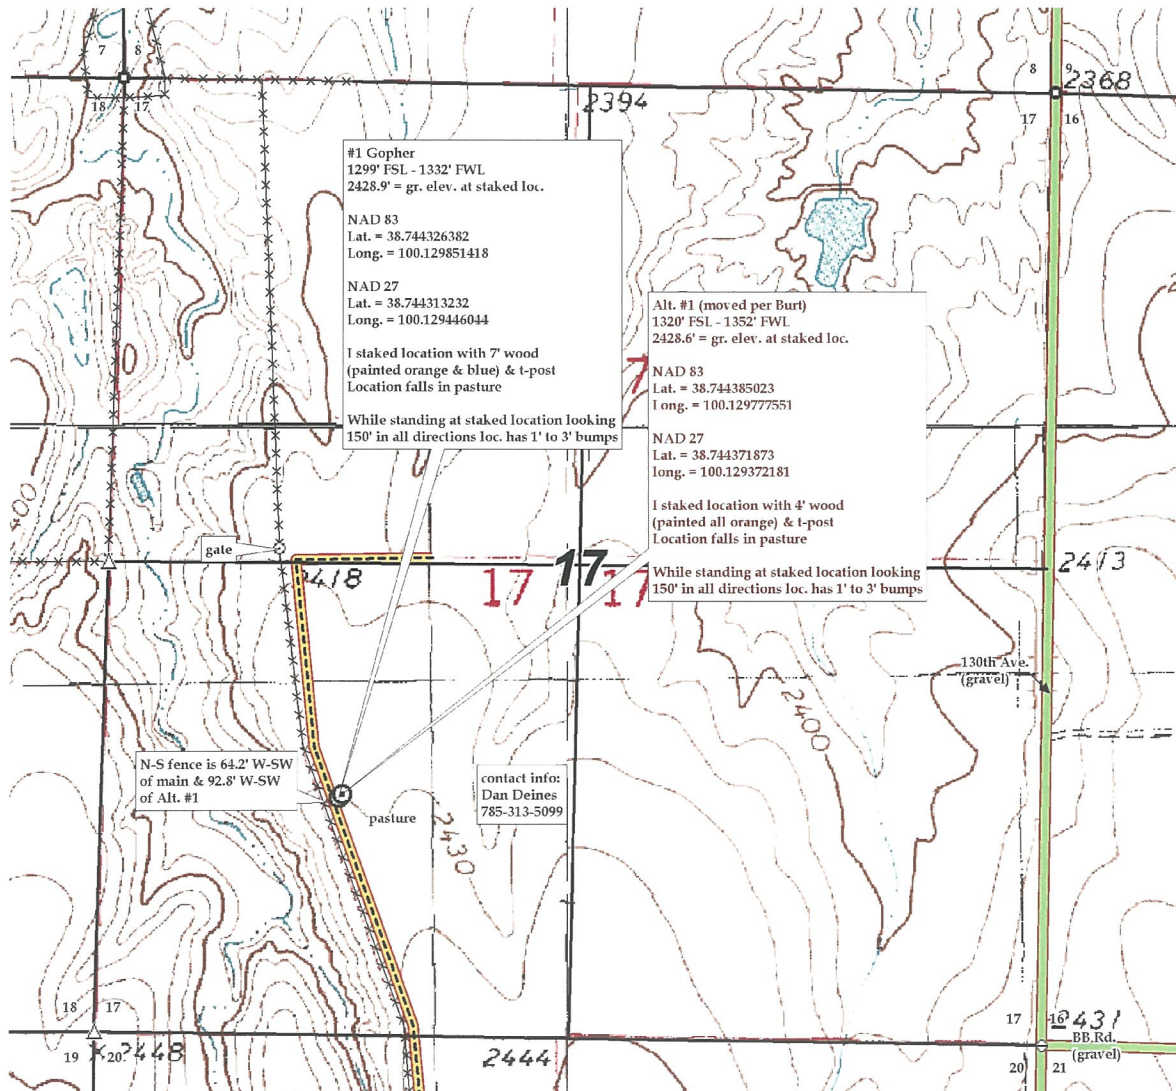 7 8
18 17
8 9
2368
17 16
2394
#1 Gopher
1299' FSL - 1332' FWL
2428.9' = gr. elev. at staked loc.
NAD 83
Lat. = 38.744326382
Long. = 100.129851418
NAD 27
Lat. = 38.744313232
Long. = 100.129446044
I staked location with 7' wood
(painted orange & blue) & t-post
Location falls in pasture
While standing at staked location looking
150' in all directions loc. has 1' to 3' bumps
Alt. #1 (moved per Burt)
1320' FSL - 1352' FWL
2428.6' = gr. elev. at staked loc.
NAD 83
Lat. = 38.744385023
Long. = 100.129777551
NAD 27
Lat. = 38.744371873
long. = 100.129372181
I staked location with 4' wood
(painted all orange) & t-post
Location falls in pasture
While standing at staked location looking
150' in all directions loc. has 1' to 3' bumps
7
2400
gate
2418
17 17 17
2413
130th Ave.
(gravel)
2400
N-S fence is 64.2' W-SW
of main & 92.8' W-SW
of Alt. #1
contact info:
Dan Deines
785-313-5099
pasture
2430
18 17
19 20
2448
2444
17 16
2431
BB Rd.
(gravel)
20 21